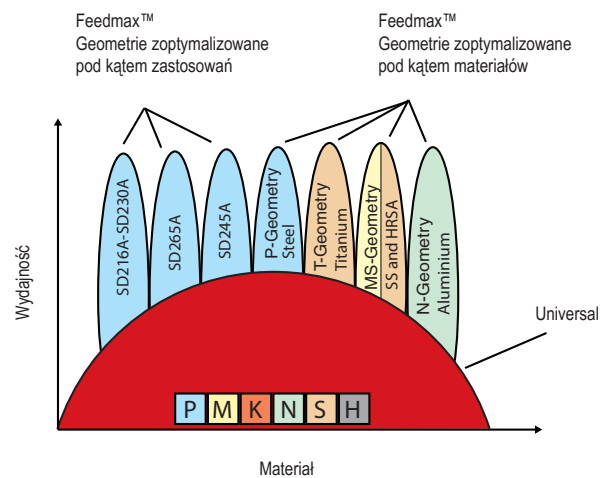 Feedmax™
Geometrie zoptymalizowane
pod kątem zastosowań
Feedmax™
Geometrie zoptymalizowane
pod kątem materiałów
Wydajność
SD216A-SD230A
SD265A
SD245A
P-Geometry
Steel
T-Geometry
Titanium
MS-Geometry
SS and HRSA
N-Geometry
Aluminium
Universal
P M K N S H
Materiał